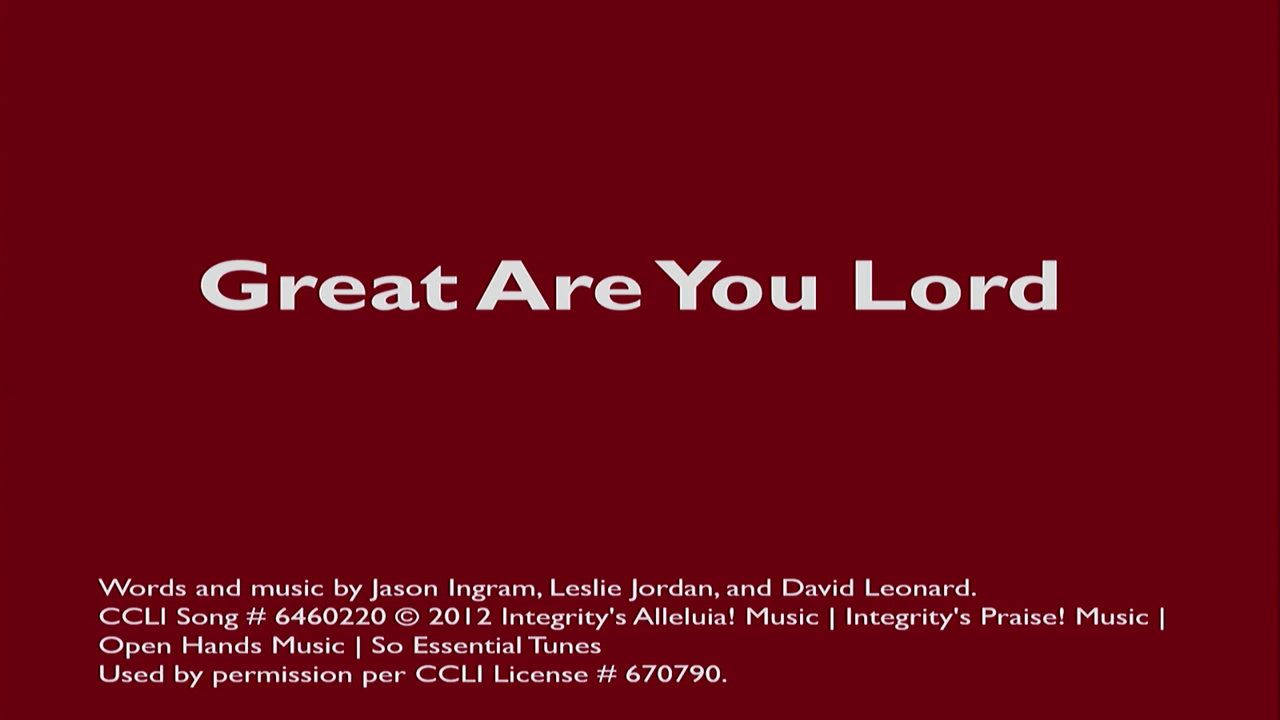 Great Are You Lord
Words and music by Jason Ingram, Leslie Jordan, and David Leonard.
CCLI Song # 6460220 © 2012 Integrity's Alleluia! Music | Integrity's Praise! Music |
Open Hands Music | So Essential Tunes
Used by permission per CCLI License # 670790.